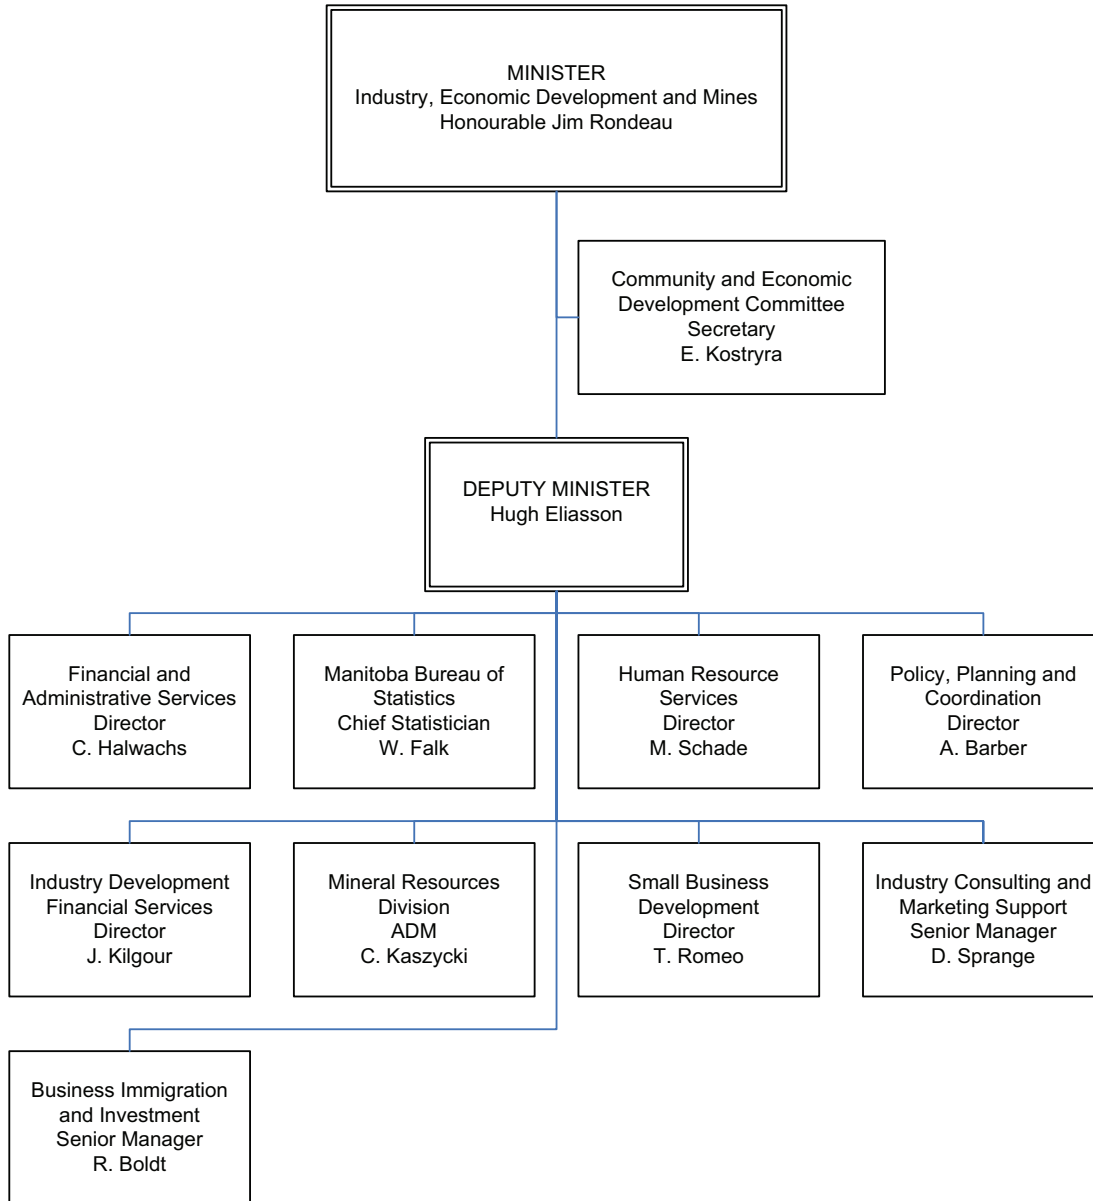 MINISTER
Industry, Economic Development and Mines
Honourable Jim Rondeau
Community and Economic
Development Committee
Secretary
E. Kostryra
DEPUTY MINISTER
Hugh Eliasson
Financial and
Administrative Services
Director
C. Halwachs
Manitoba Bureau of
Statistics
Chief Statistician
W. Falk
Human Resource
Services
Director
M. Schade
Policy, Planning and
Coordination
Director
A. Barber
Industry Development
Financial Services
Director
J. Kilgour
Mineral Resources
Division
ADM
C. Kaszycki
Small Business
Development
Director
T. Romeo
Industry Consulting and
Marketing Support
Senior Manager
D. Sprange
Business Immigration
and Investment
Senior Manager
R. Boldt